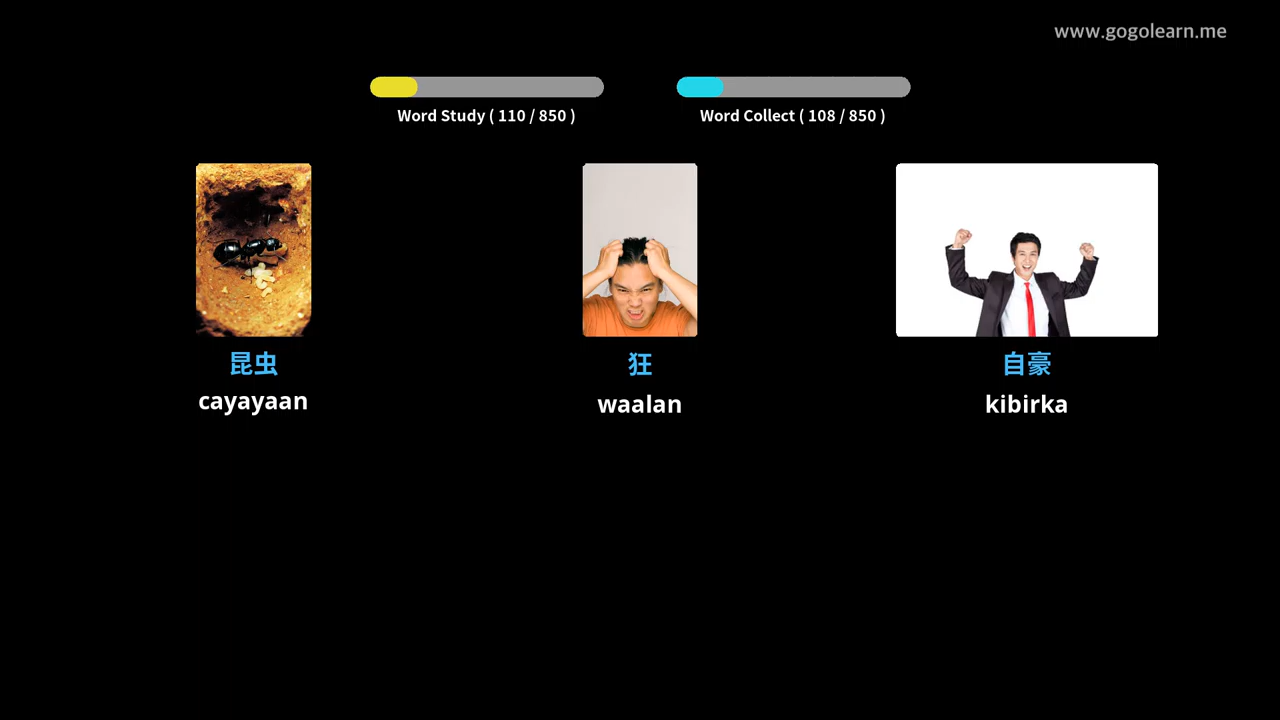 www.gogolearn.me
Word Study ( 110 / 850 )
Word Collect ( 108 / 850 )
昆虫
cayayaan
狂
waalan
自豪
kibirka